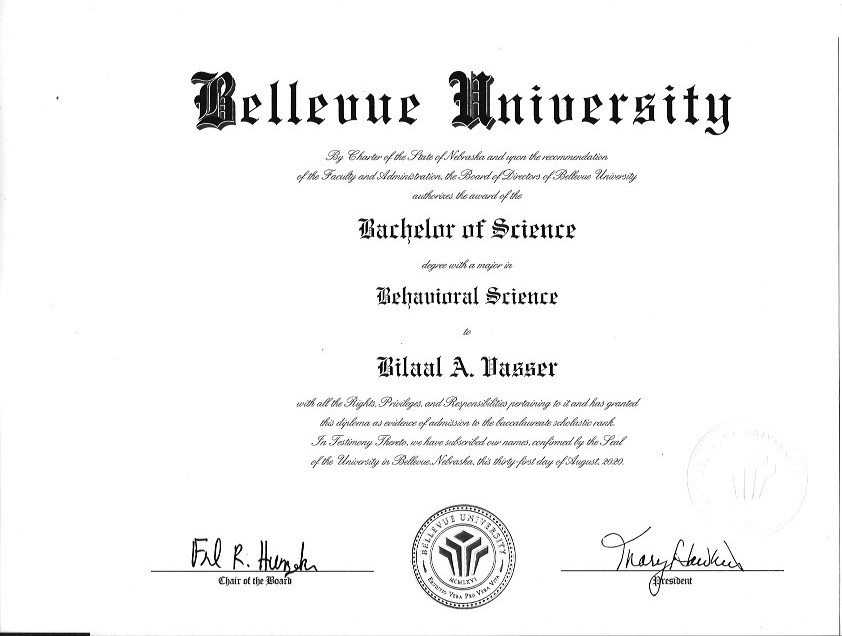 Bellevue University
By Charter of the State of Nebraska and upon the recommendation
of the Faculty and Administration, the Board of Directors of Bellevue University
authorizes the award of the
Bachelor of Science
degree with a major in
Behavioral Science
to
Bilaal A. Vasser
with all the Rights, Privileges, and Responsibilities pertaining to it and has granted
this diploma as evidence of admission to the baccalaureate scholastic rank.
In Testimony Thereto, we have subscribed our names, confirmed by the Seal
of the University in Bellevue, Nebraska, this thirty-first day of August, 2020.
BELLEVUE UNIVERSITY
MCMLXVI
VERA PRO VERA VITA
R.
Chair of the Board
Mary Hawkins
President